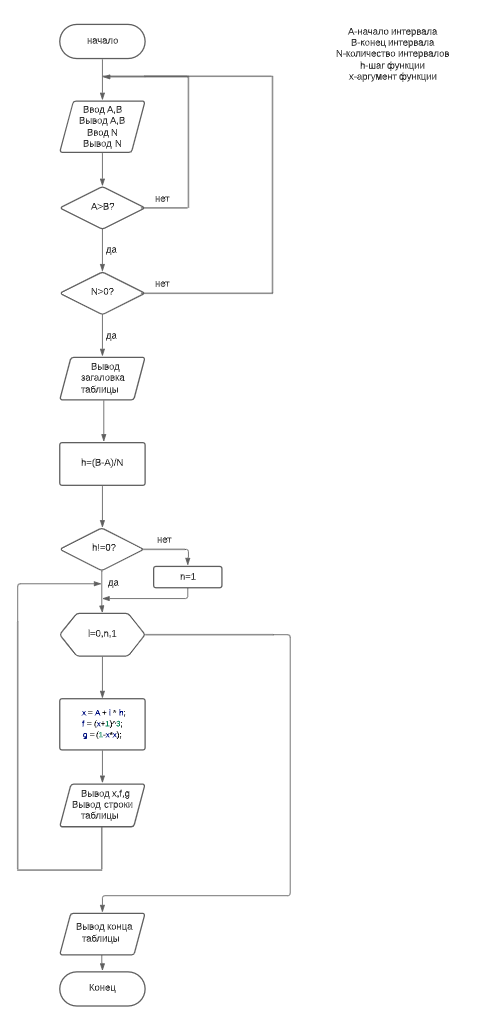 начало
A-начало интервала
B-конец интервала
N-количество интервалов
h-шаг функции
x-аргумент функции
Ввод A,B
Вывод A,B
Ввод N
Вывод N
A>B?
нет
да
N>0?
нет
да
Вывод
загаловка
таблицы
h=(B-A)/N
h!=0?
нет
да
n=1
I=0,n,1
x = A + I * h;
f = (x+1)^3;
g = (1-x*x);
Вывод x,f,g
Вывод строки
таблицы
Вывод конца
таблицы
Конец